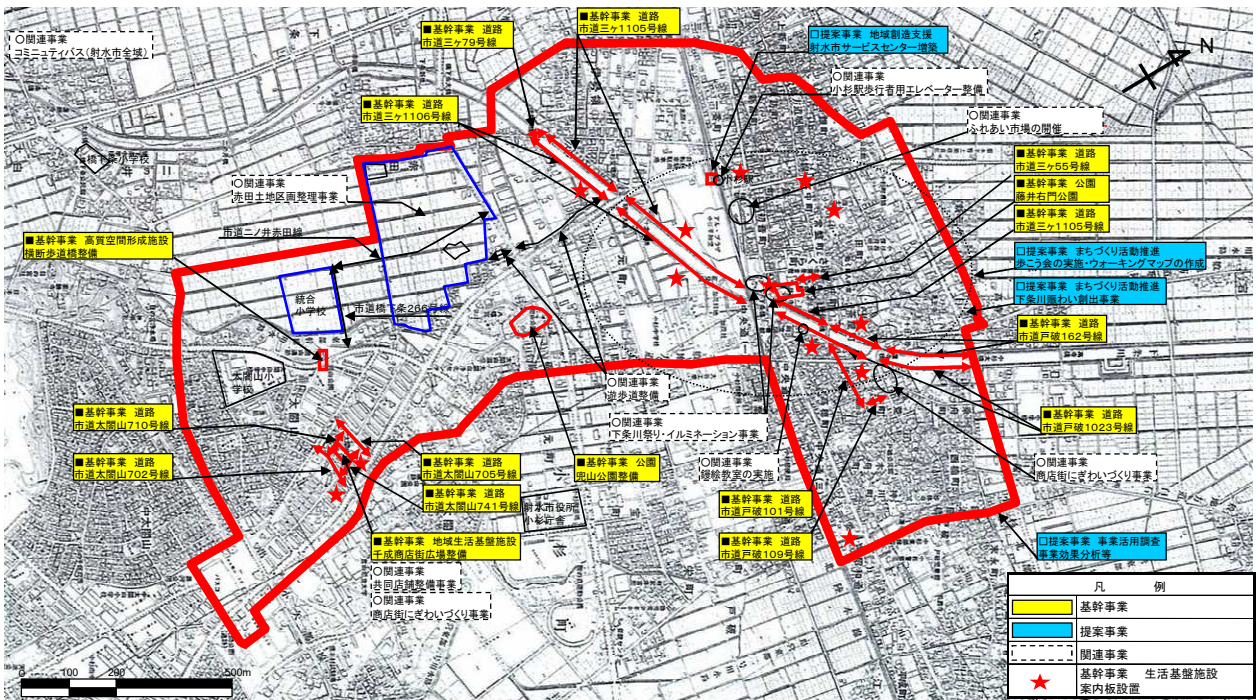 ○関連事業
コミニュティバス(射水市全域)
■基幹事業 道路
市道三ヶ79号線
■基幹事業 道路
市道三ヶ1105号線
□提案事業 地域創造支援
射水市サービスセンター増築
N
○関連事業
小杉駅歩行者用エレベーター整備
■基幹事業 道路
市道三ヶ1106号線
○関連事業
ふれあい市場の開催
橋下条小学校
○関連事業
赤田土地区画整理事業
小杉駅
■基幹事業 道路
市道三ヶ55号線
■基幹事業 公園
藤井右門公園
■基幹事業 道路
市道三ヶ1105号線
■基幹事業 高質空間形成施設
横断歩道橋整備
市道二ノ井赤田線
□提案事業 まちづくり活動推進
歩こう会の実施・ウォーキングマップの作成
□提案事業 まちづくり活動推進
下条川賑わい創出事業
統合
小学校
市道橋下条266号線
■基幹事業 道路
市道戸破162号線
太閤山小
学校
○関連事業
遊歩道整備
■基幹事業 道路
市道太閤山710号線
○関連事業
下条川祭り・イルミネーション事業
■基幹事業 道路
市道戸破1023号線
■基幹事業 道路
市道太閤山702号線
■基幹事業 道路
市道太閤山705号線
■基幹事業 公園
児山公園整備
○関連事業
鏝絵教室の実施
○関連事業
商店街にぎわいづくり事業
■基幹事業 道路
市道太閤山741号線
■基幹事業 道路
市道戸破101号線
射水市役所
小杉庁舎
■基幹事業 地域生活基盤施設
千成商店街広場整備
■基幹事業 道路
市道戸破109号線
□提案事業 事業活用調査
事業効果分析等
○関連事業
共同店舗整備事業
○関連事業
商店街にぎわいづくり事業
凡 例
基幹事業
提案事業
関連事業
基幹事業 生活基盤施設
案内板設置
0 100 200 500m